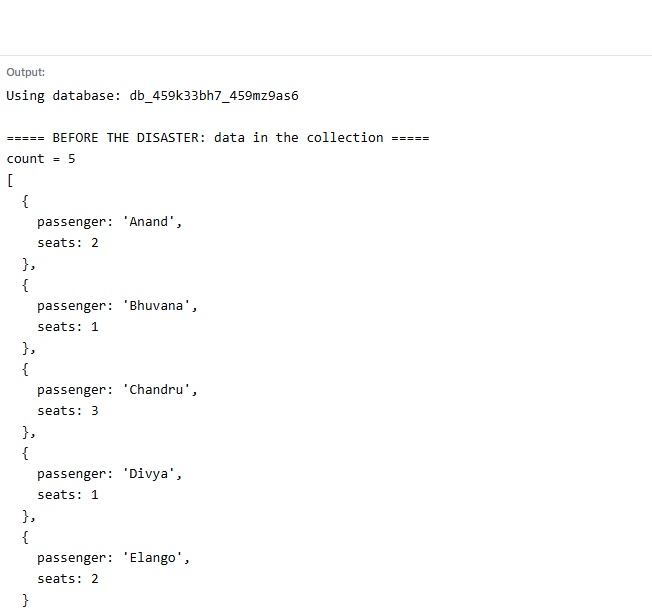 Output:
Using database: db_459k33bh7_459mz9as6
===== BEFORE THE DISASTER: data in the collection =====
count = 5
[
  {
    passenger: 'Anand',
    seats: 2
  },
  {
    passenger: 'Bhuvana',
    seats: 1
  },
  {
    passenger: 'Chandru',
    seats: 3
  },
  {
    passenger: 'Divya',
    seats: 1
  },
  {
    passenger: 'Elango',
    seats: 2
  }